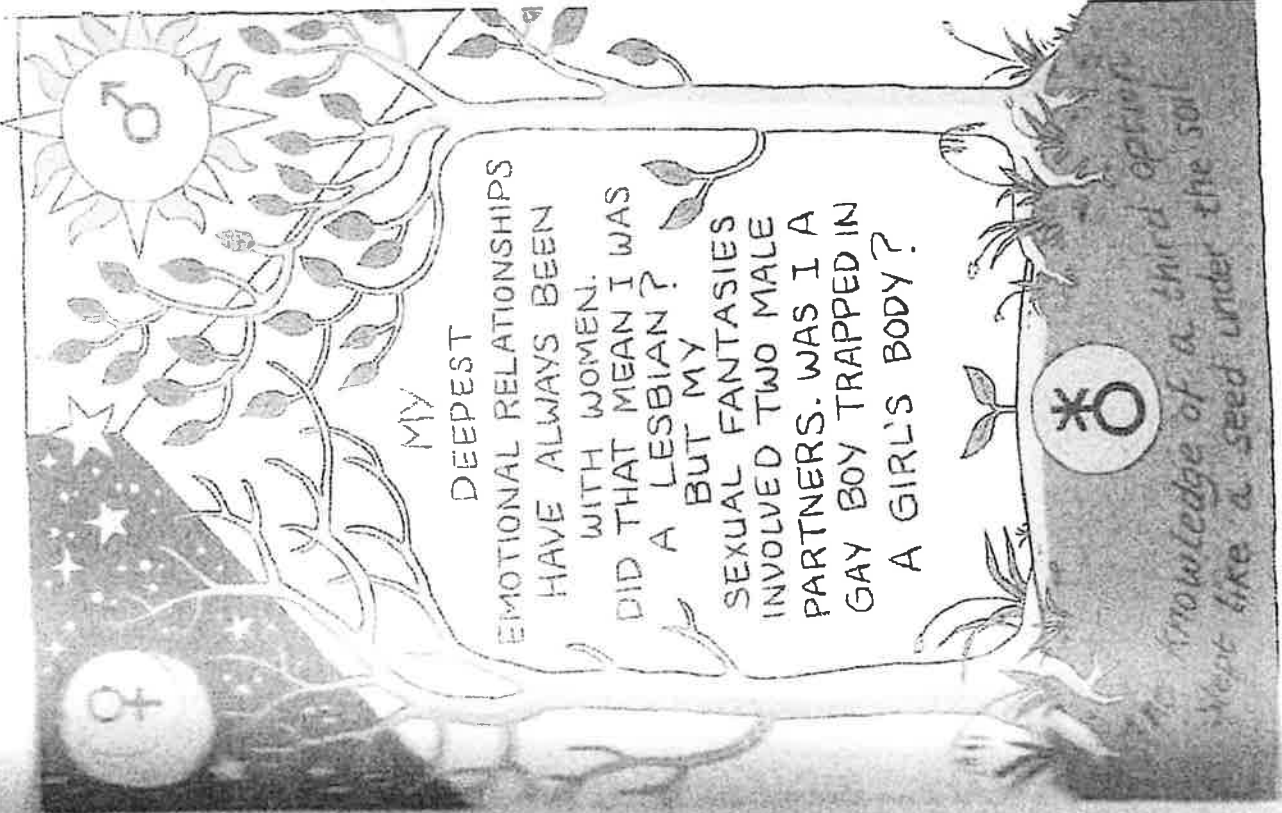 MY
DEEPEST
EMOTIONAL RELATIONSHIPS
HAVE ALWAYS BEEN
WITH WOMEN.
DID THAT MEAN I WAS
A LESBIAN?
BUT MY
SEXUAL FANTASIES
INVOLVED TWO MALE
PARTNERS. WAS I A
GAY BOY TRAPPED IN
A GIRL'S BODY?
The knowledge of a third option
slept like a seed under the soil